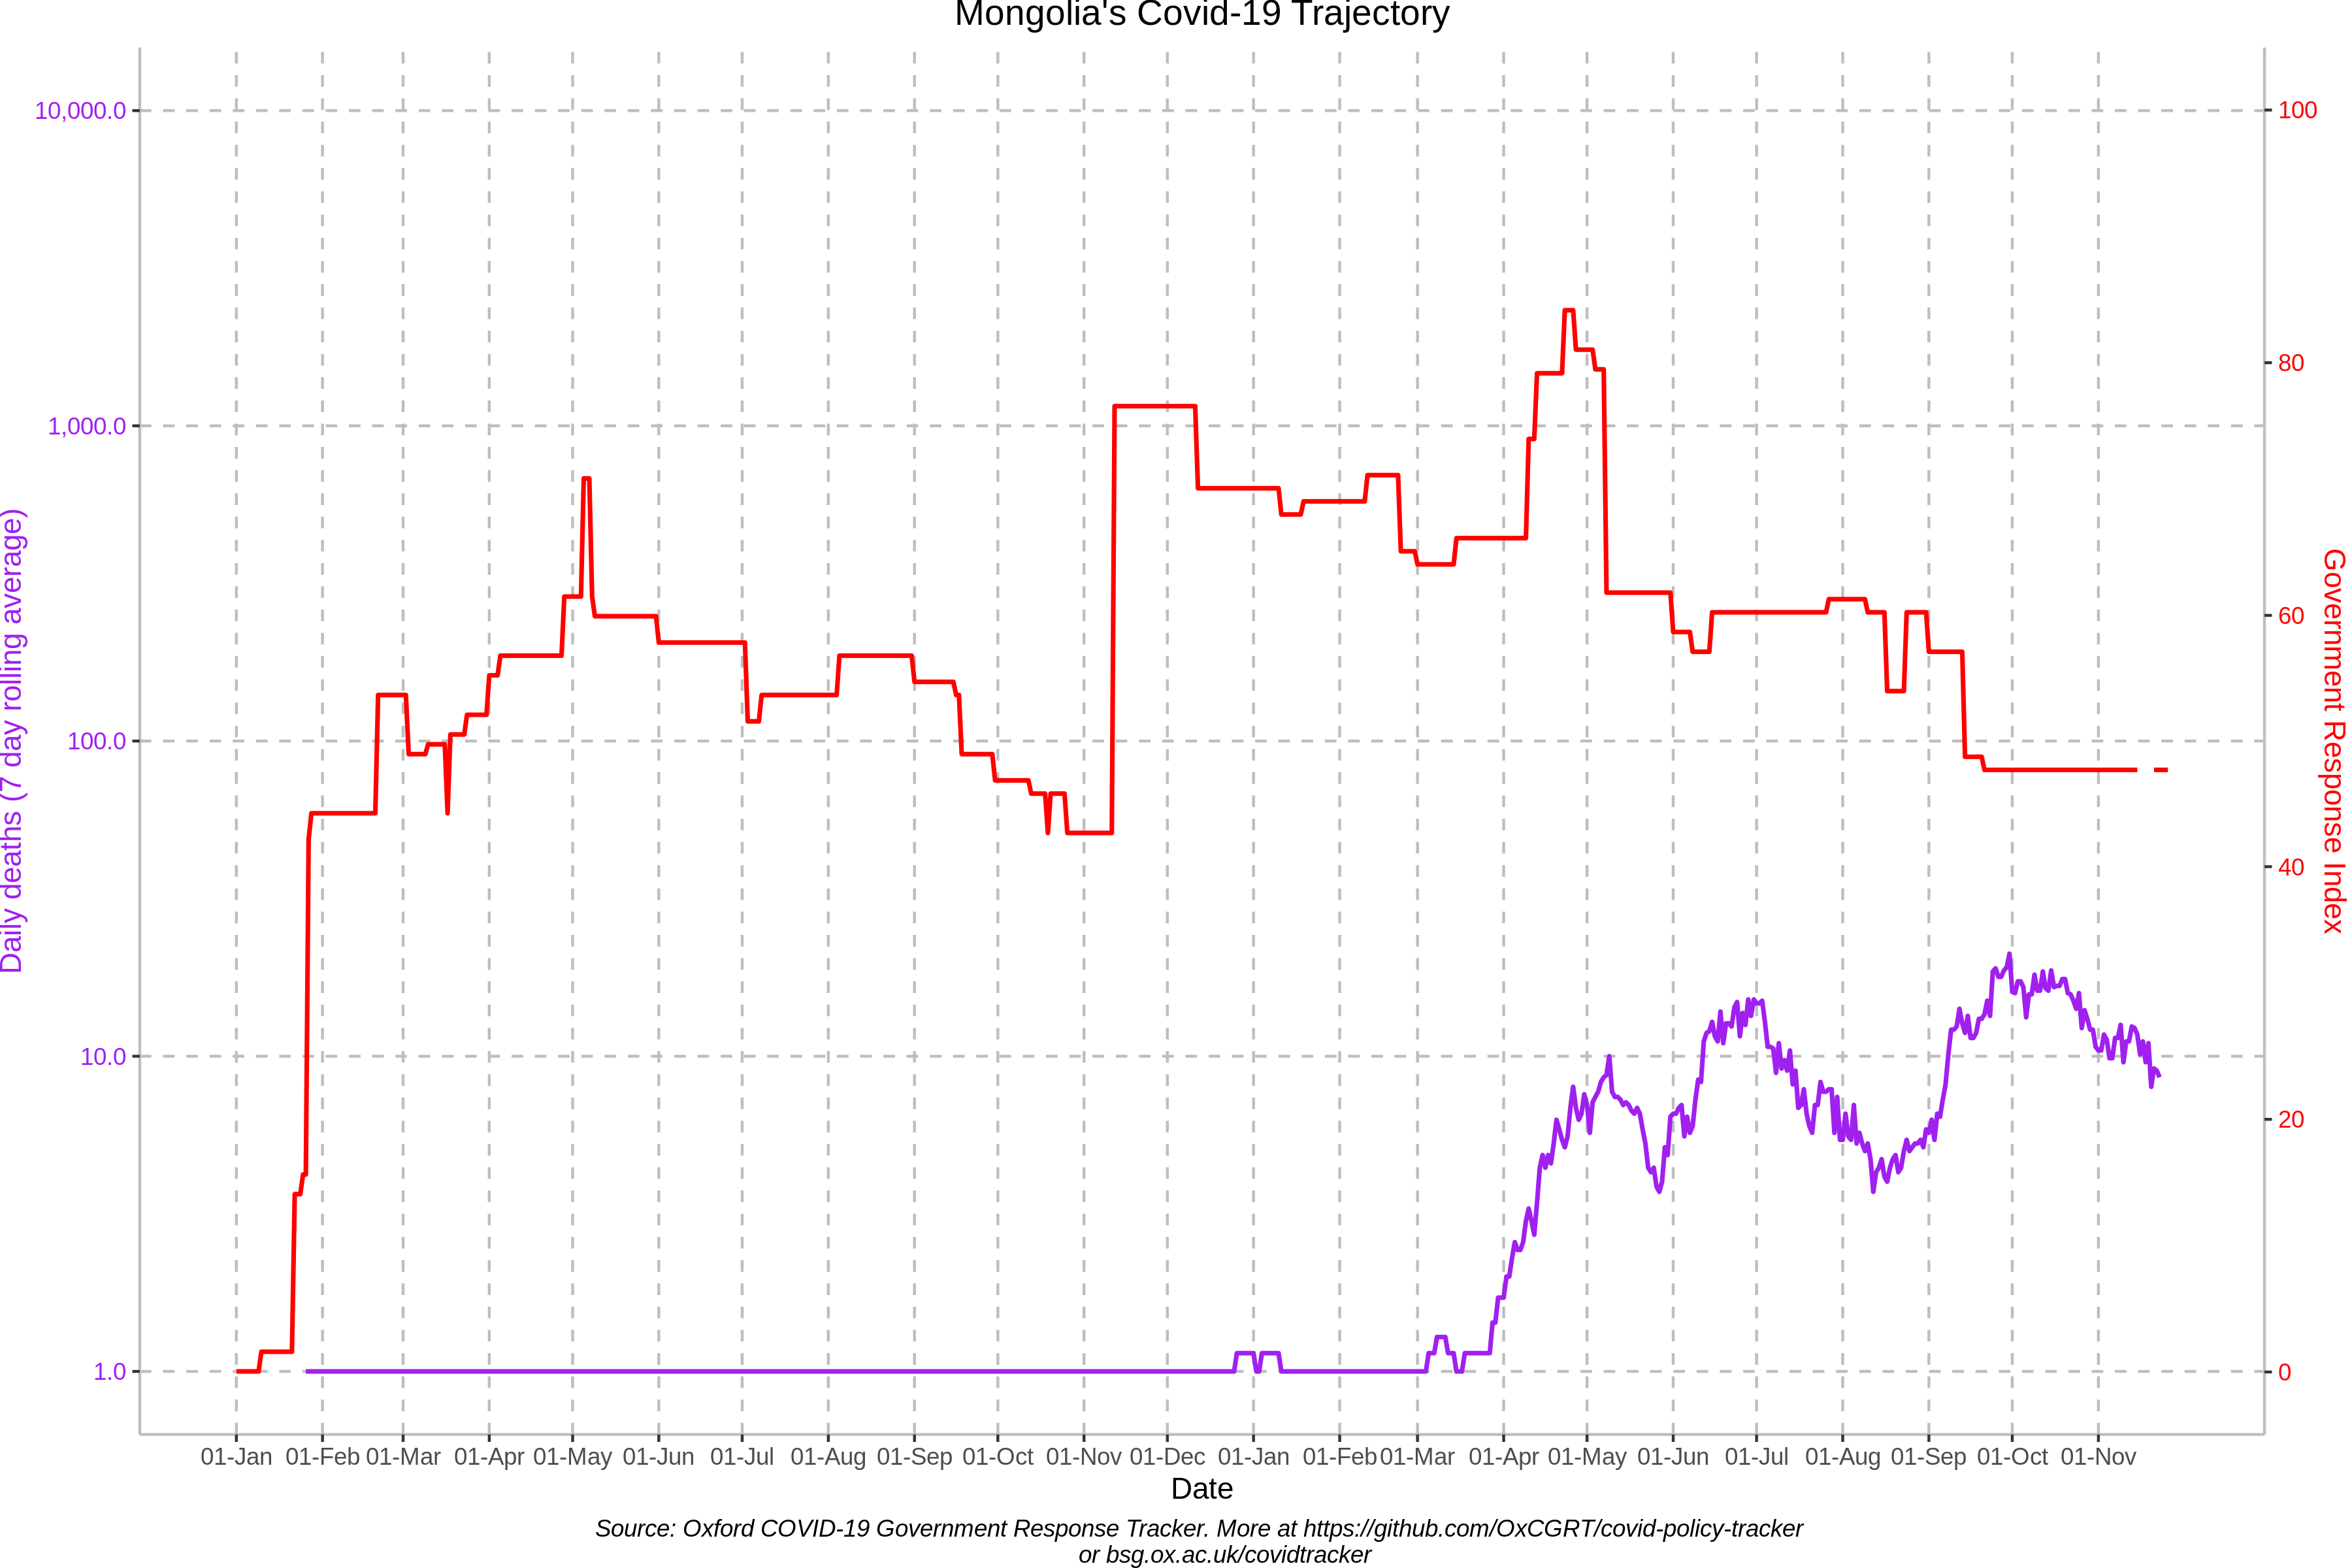 Mongolia's Covid-19 Trajectory
10,000.0
1,000.0
100.0
10.0
1.0
Daily deaths (7 day rolling average)
100
80
60
40
20
0
Government Response Index
01-Jan 01-Feb 01-Mar 01-Apr 01-May 01-Jun 01-Jul 01-Aug 01-Sep 01-Oct 01-Nov 01-Dec 01-Jan 01-Feb 01-Mar 01-Apr 01-May 01-Jun 01-Jul 01-Aug 01-Sep 01-Oct 01-Nov
Date
Source: Oxford COVID-19 Government Response Tracker. More at https://github.com/OxCGRT/covid-policy-tracker
or bsg.ox.ac.uk/covidtracker